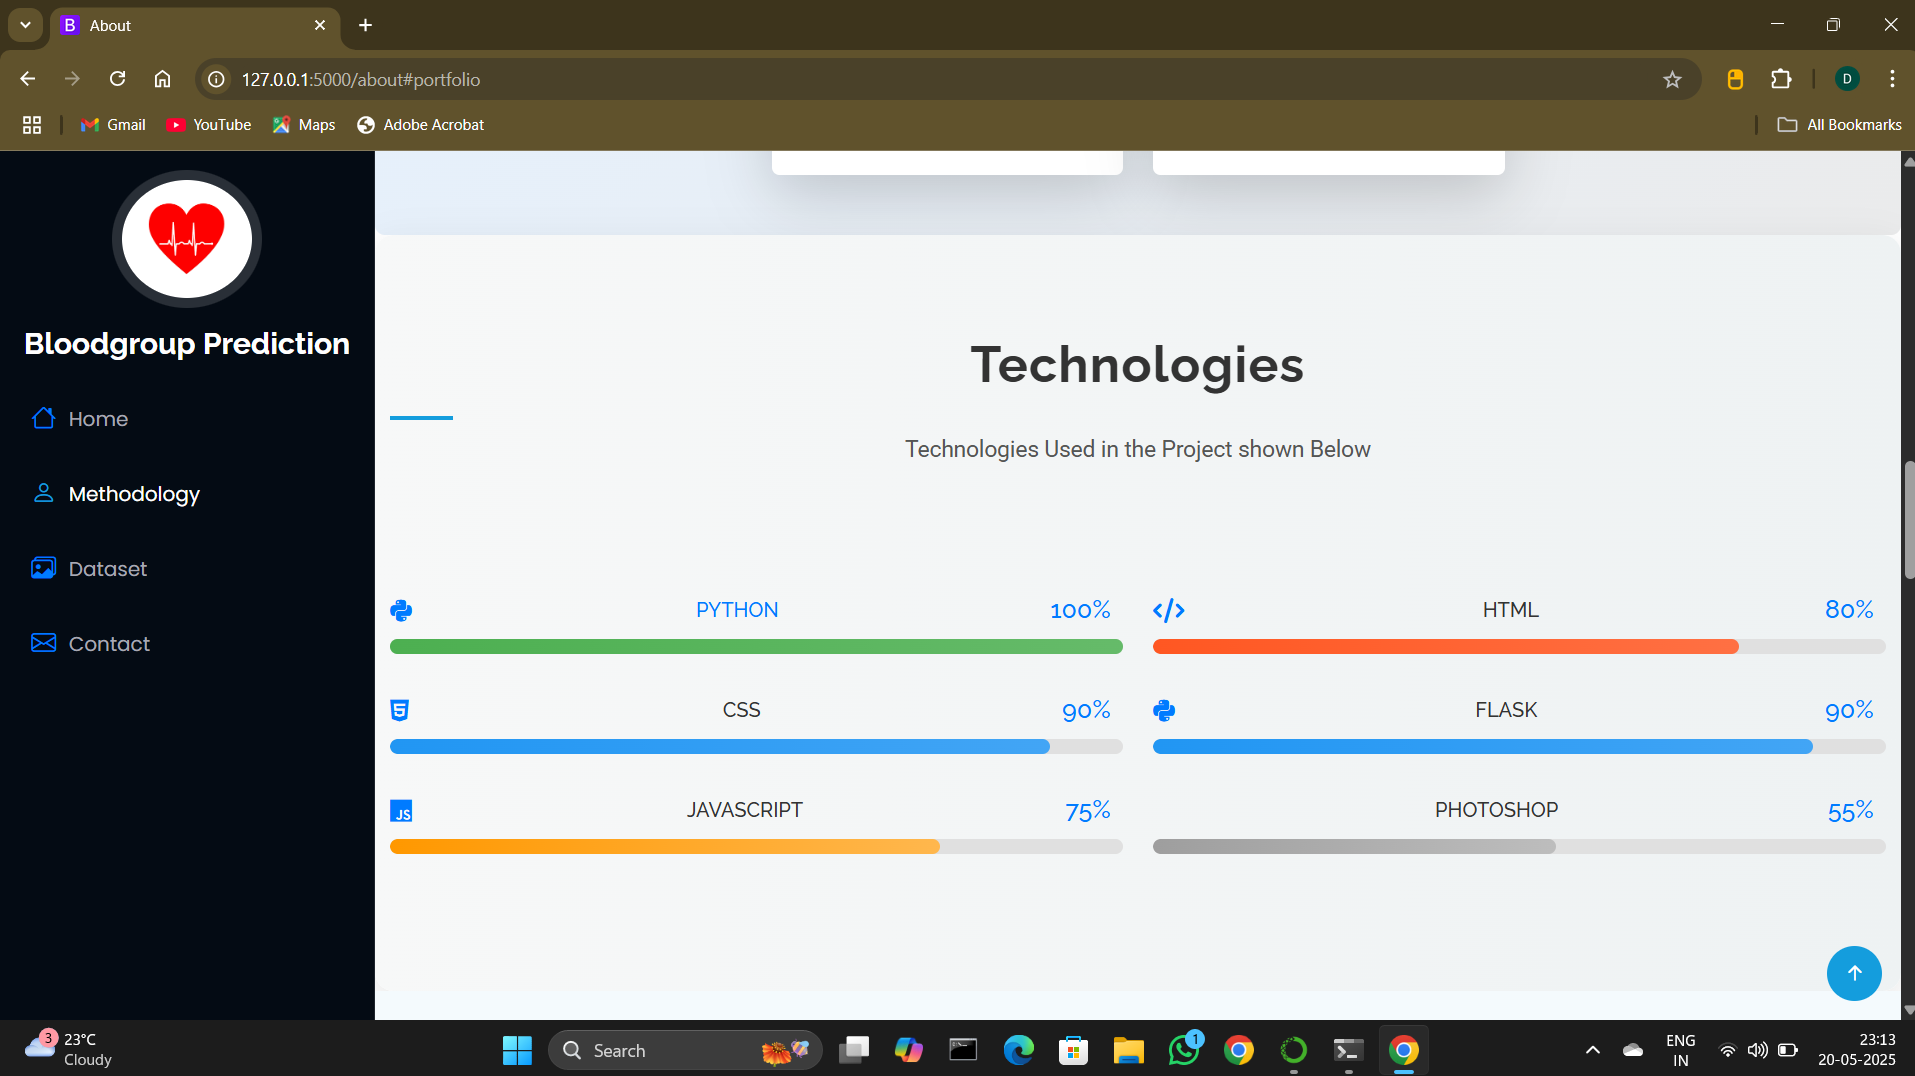 B About
127.0.0.1:5000/about#portfolio
D
Gmail YouTube Maps Adobe Acrobat All Bookmarks
Bloodgroup Prediction
Home
Methodology
Dataset
Contact
Technologies
Technologies Used in the Project shown Below
PYTHON 100%
HTML 80%
CSS 90%
FLASK 90%
JS JAVASCRIPT 75%
PHOTOSHOP 55%
3 23°C
Cloudy
Search
1
ENG
IN
23:13
20-05-2025